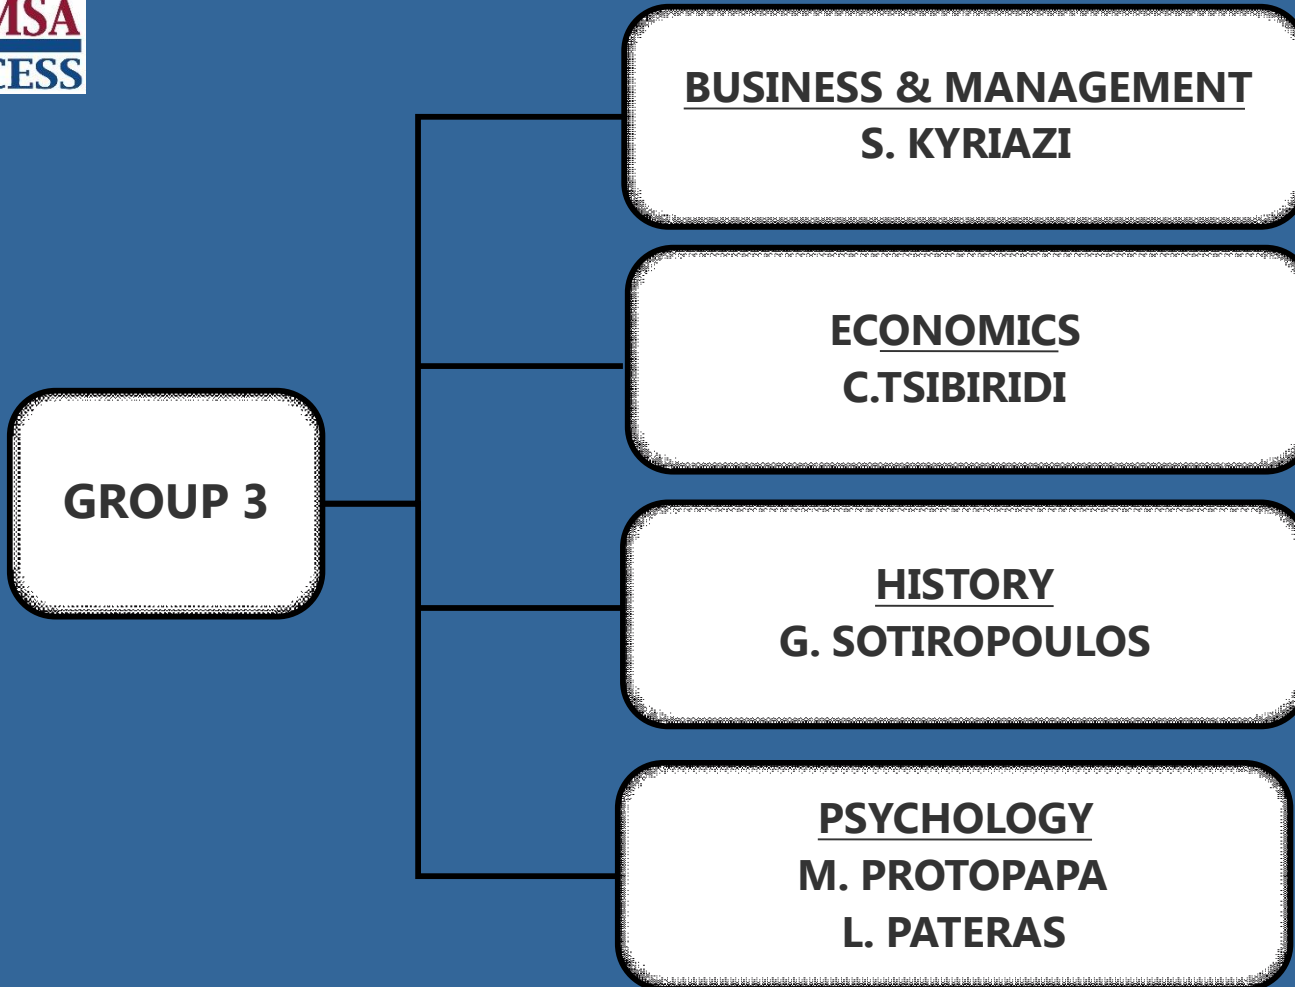 MSA
CESS
BUSINESS & MANAGEMENT
S. KYRIAZI
ECONOMICS
C.TSIBIRIDI
GROUP 3
HISTORY
G. SOTIROPOULOS
PSYCHOLOGY
M. PROTOPAPA
L. PATERAS